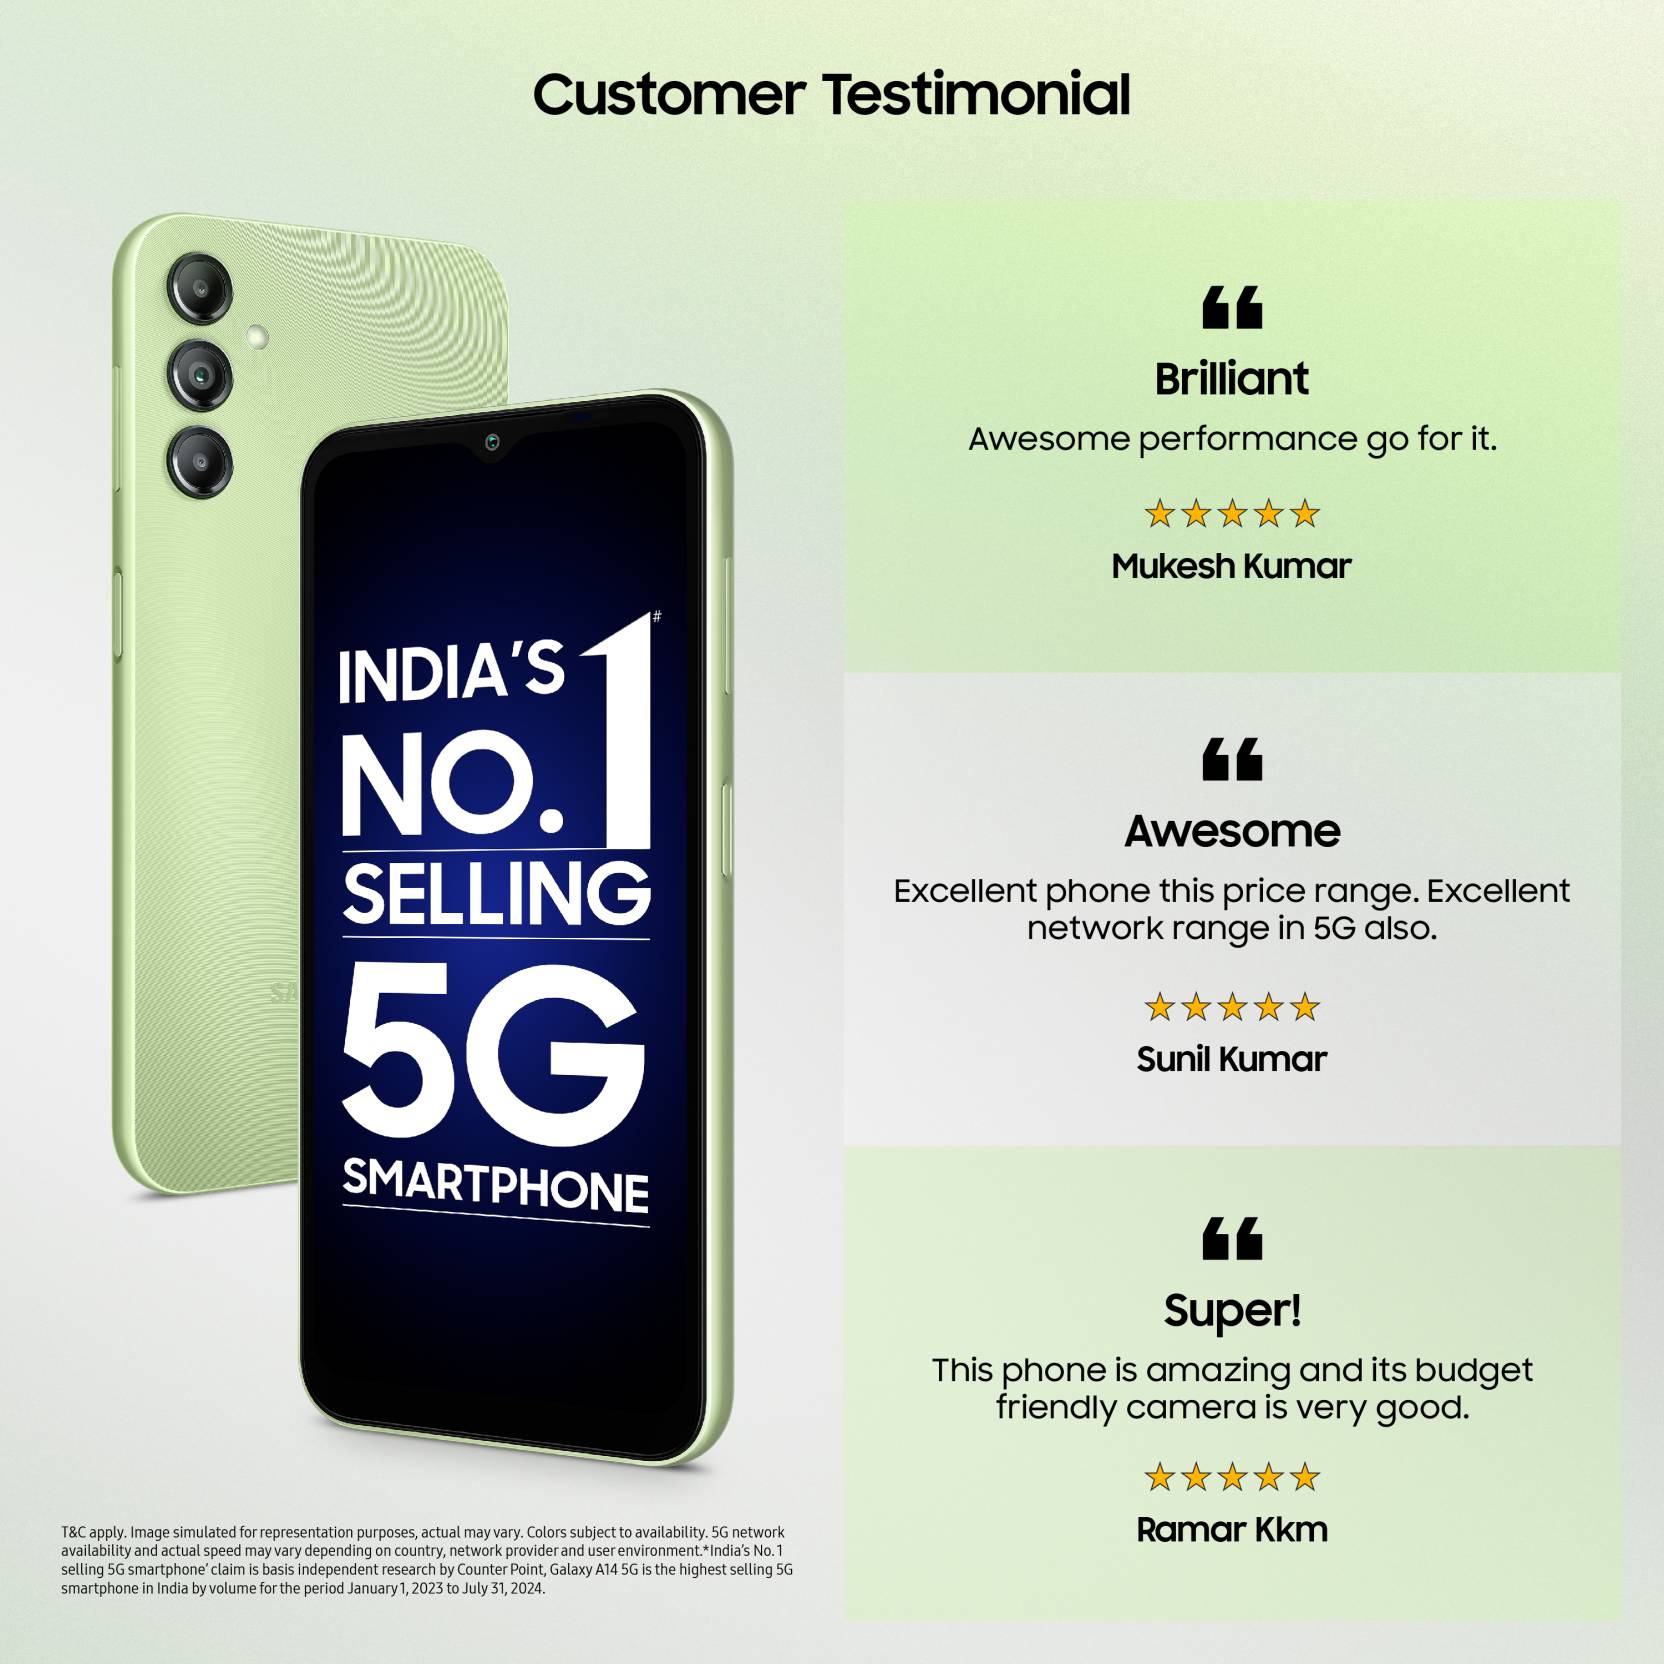 Customer Testimonial
INDIA'S
NO.1#
SELLING
5G
SMARTPHONE
“
Brilliant
Awesome performance go for it.
Mukesh Kumar
“
Awesome
Excellent phone this price range. Excellent
network range in 5G also.
Sunil Kumar
“
Super!
This phone is amazing and its budget
friendly camera is very good.
Ramar Kkm
T&C apply. Image simulated for representation purposes, actual may vary. Colors subject to availability. 5G network
availability and actual speed may vary depending on country, network provider and user environment.*India's No. 1
selling 5G smartphone' claim is basis independent research by Counter Point, Galaxy A14 5G is the highest selling 5G
smartphone in India by volume for the period January 1, 2023 to July 31, 2024.